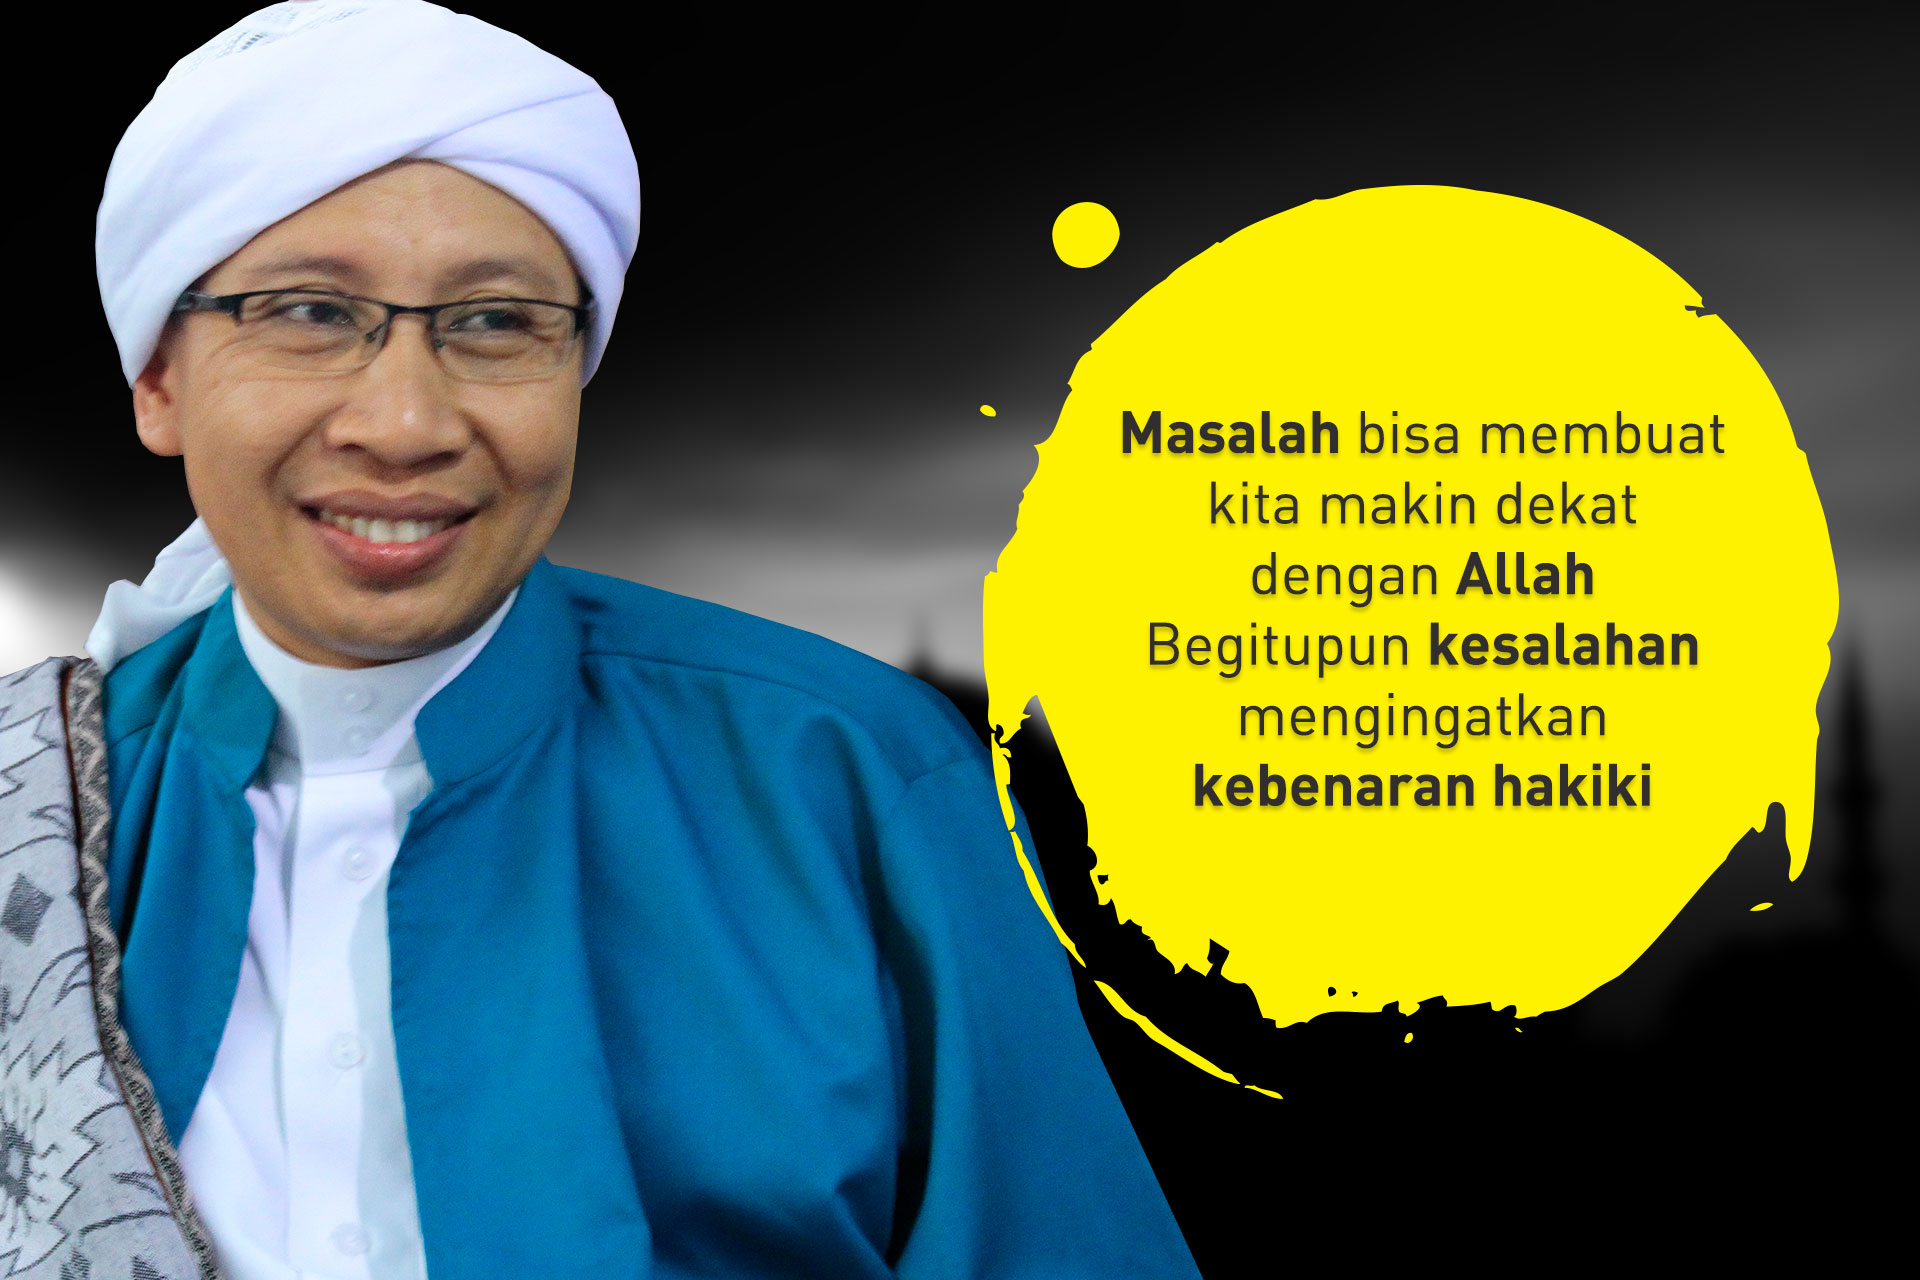 Masalah bisa membuat
kita makin dekat
dengan Allah
Begitupun kesalahan
mengingatkan
kebenaran hakiki